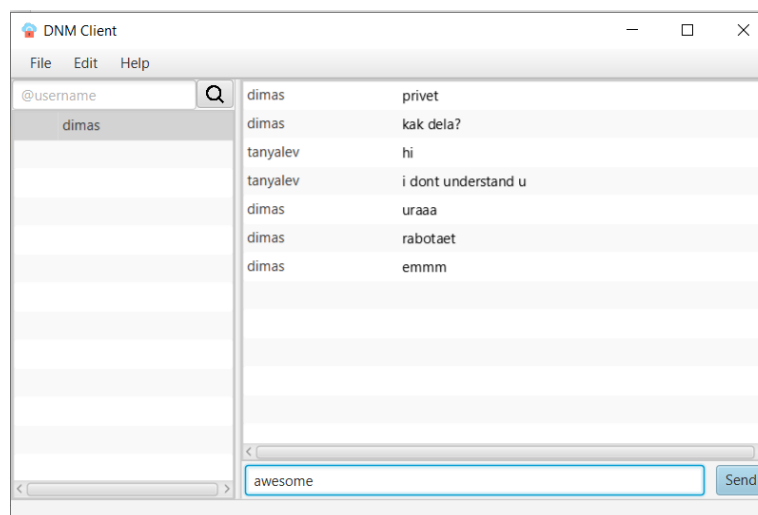 DNM Client
File Edit Help
@username
dimas
dimas privet
dimas kak dela?
tanyalev hi
tanyalev i dont understand u
dimas uraaa
dimas rabotaet
dimas emmm
awesome Send